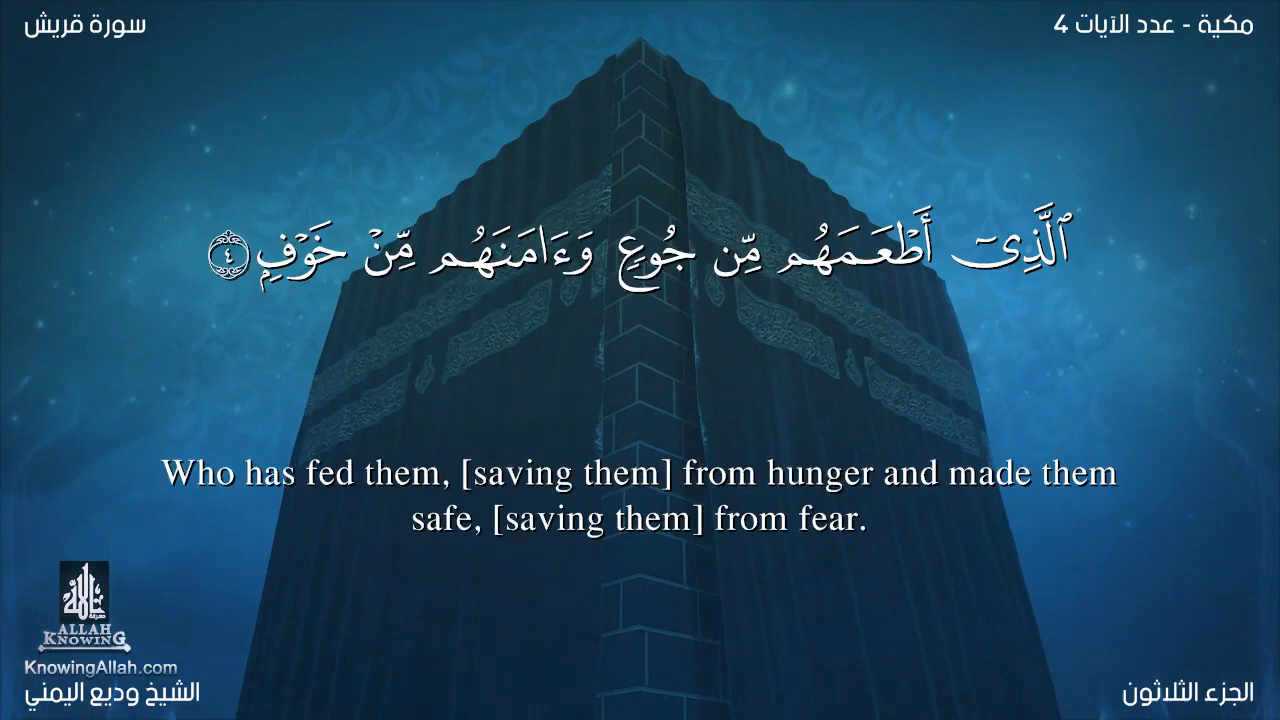 سورة قريش
مكية - عدد الآيات 4
ٱلَّذِىٓ أَطْعَمَهُم مِّن جُوعٍ وَءَامَنَهُم مِّنْ خَوْفٍۭ ٤
Who has fed them, [saving them] from hunger and made them
safe, [saving them] from fear.
ALLAH
KNOWING
KnowingAllah.com
الشيخ وديع اليمني
الجزء الثلاثون